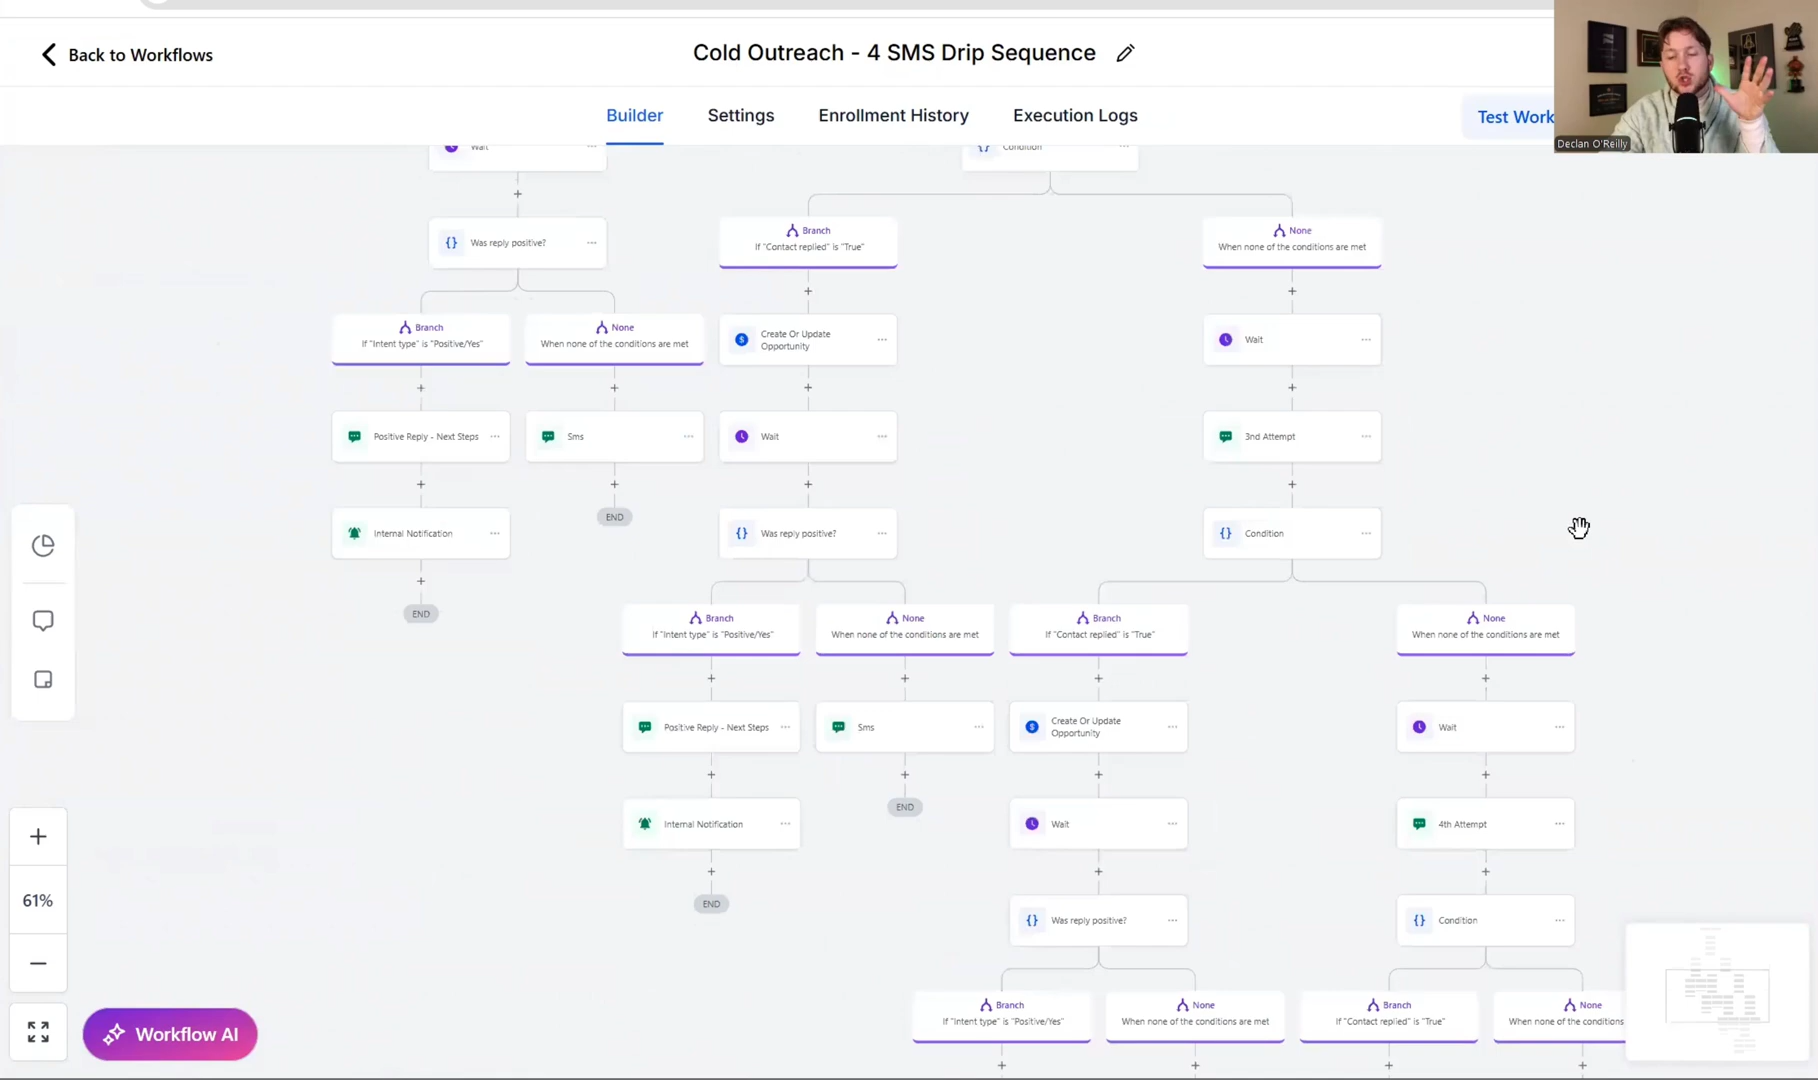 Back to Workflows
Cold Outreach - 4 SMS Drip Sequence
Builder
Settings
Enrollment History
Execution Logs
Test Work
Declan O'Reilly
Wait
Condition
Was reply positive?
Branch
If "Contact replied" is "True"
None
When none of the conditions are met
Branch
If "Intent type" is "Positive/Yes"
None
When none of the conditions are met
Create Or Update
Opportunity
Wait
Positive Reply - Next Steps
Sms
Wait
3nd Attempt
Internal Notification
END
Was reply positive?
Condition
END
Branch
If "Intent type" is "Positive/Yes"
None
When none of the conditions are met
Branch
If "Contact replied" is "True"
None
When none of the conditions are met
Positive Reply - Next Steps
Sms
Create Or Update
Opportunity
Wait
Internal Notification
END
Wait
4th Attempt
END
Was reply positive?
Condition
Branch
If "Intent type" is "Positive/Yes"
None
When none of the conditions are met
Branch
If "Contact replied" is "True"
None
When none of the conditions
61%
Workflow AI